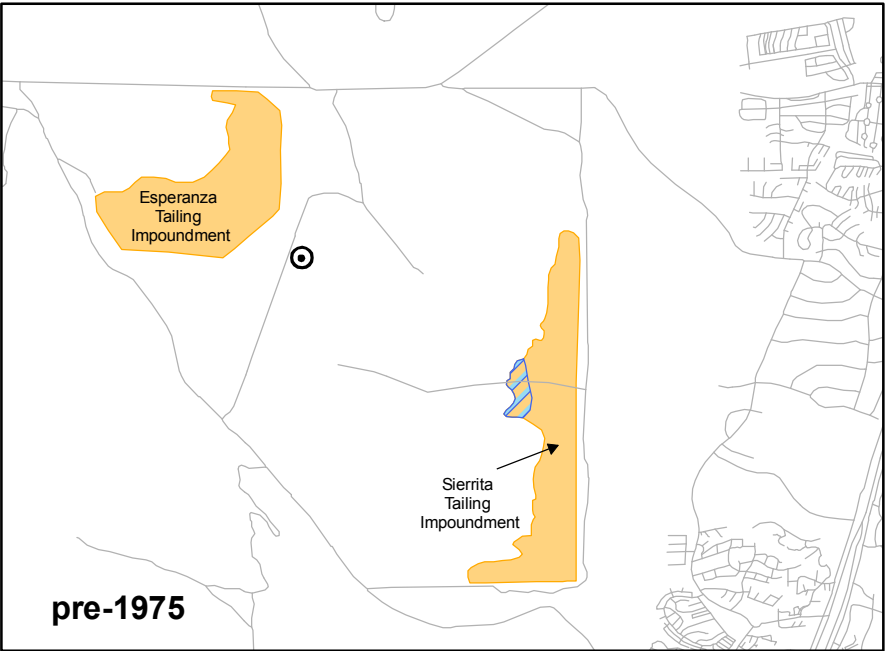 Esperanza
Tailing
Impoundment
Sierrita
Tailing
Impoundment
pre-1975